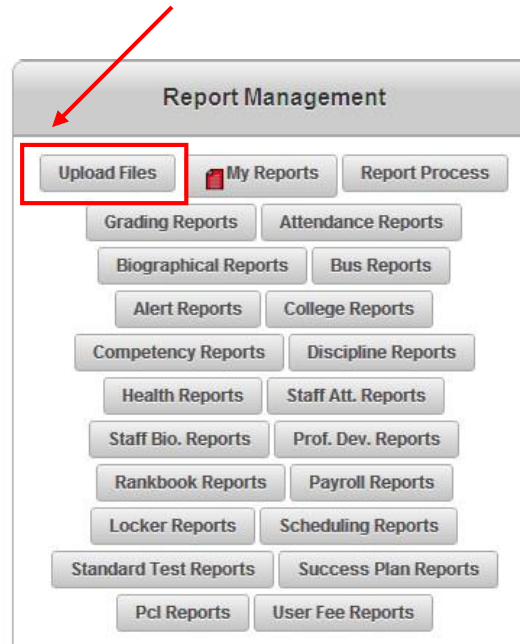 Report Management
Upload Files My Reports Report Process
Grading Reports Attendance Reports
Biographical Reports Bus Reports
Alert Reports College Reports
Competency Reports Discipline Reports
Health Reports Staff Att. Reports
Staff Bio. Reports Prof. Dev. Reports
Rankbook Reports Payroll Reports
Locker Reports Scheduling Reports
Standard Test Reports Success Plan Reports
Pcl Reports User Fee Reports